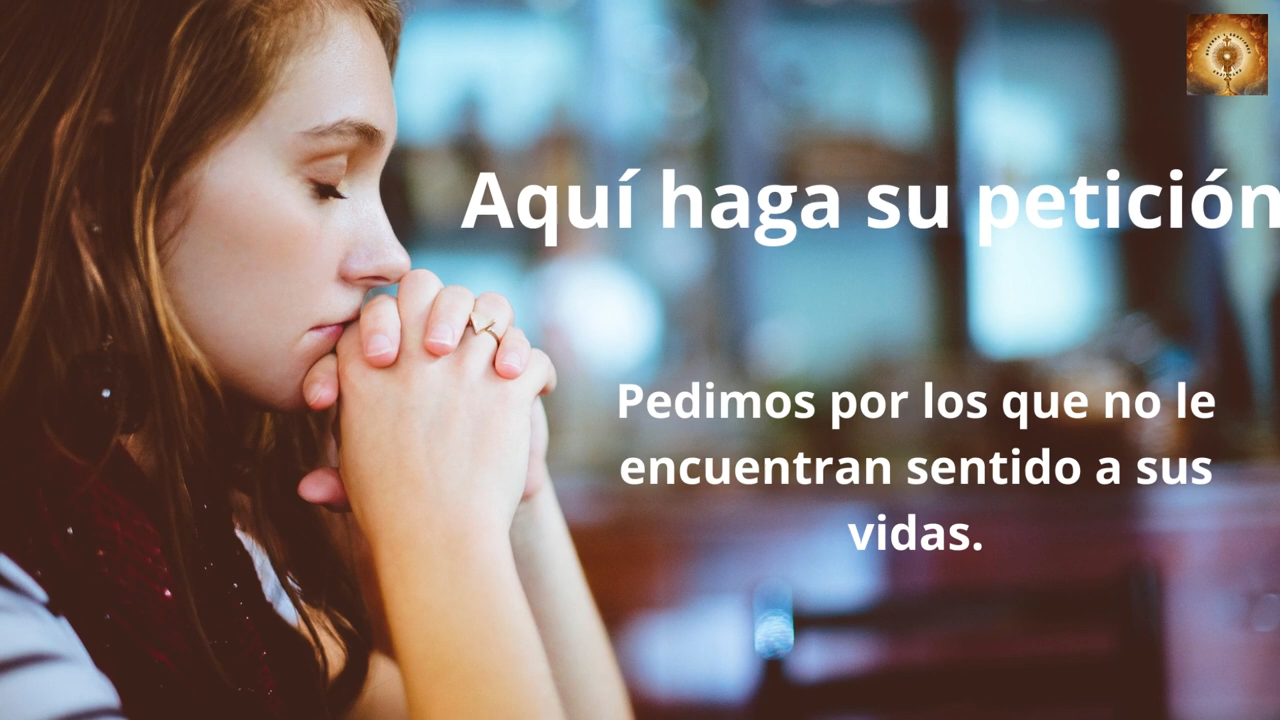 Aquí haga su petición
Pedimos por los que no le
encuentran sentido a sus
vidas.